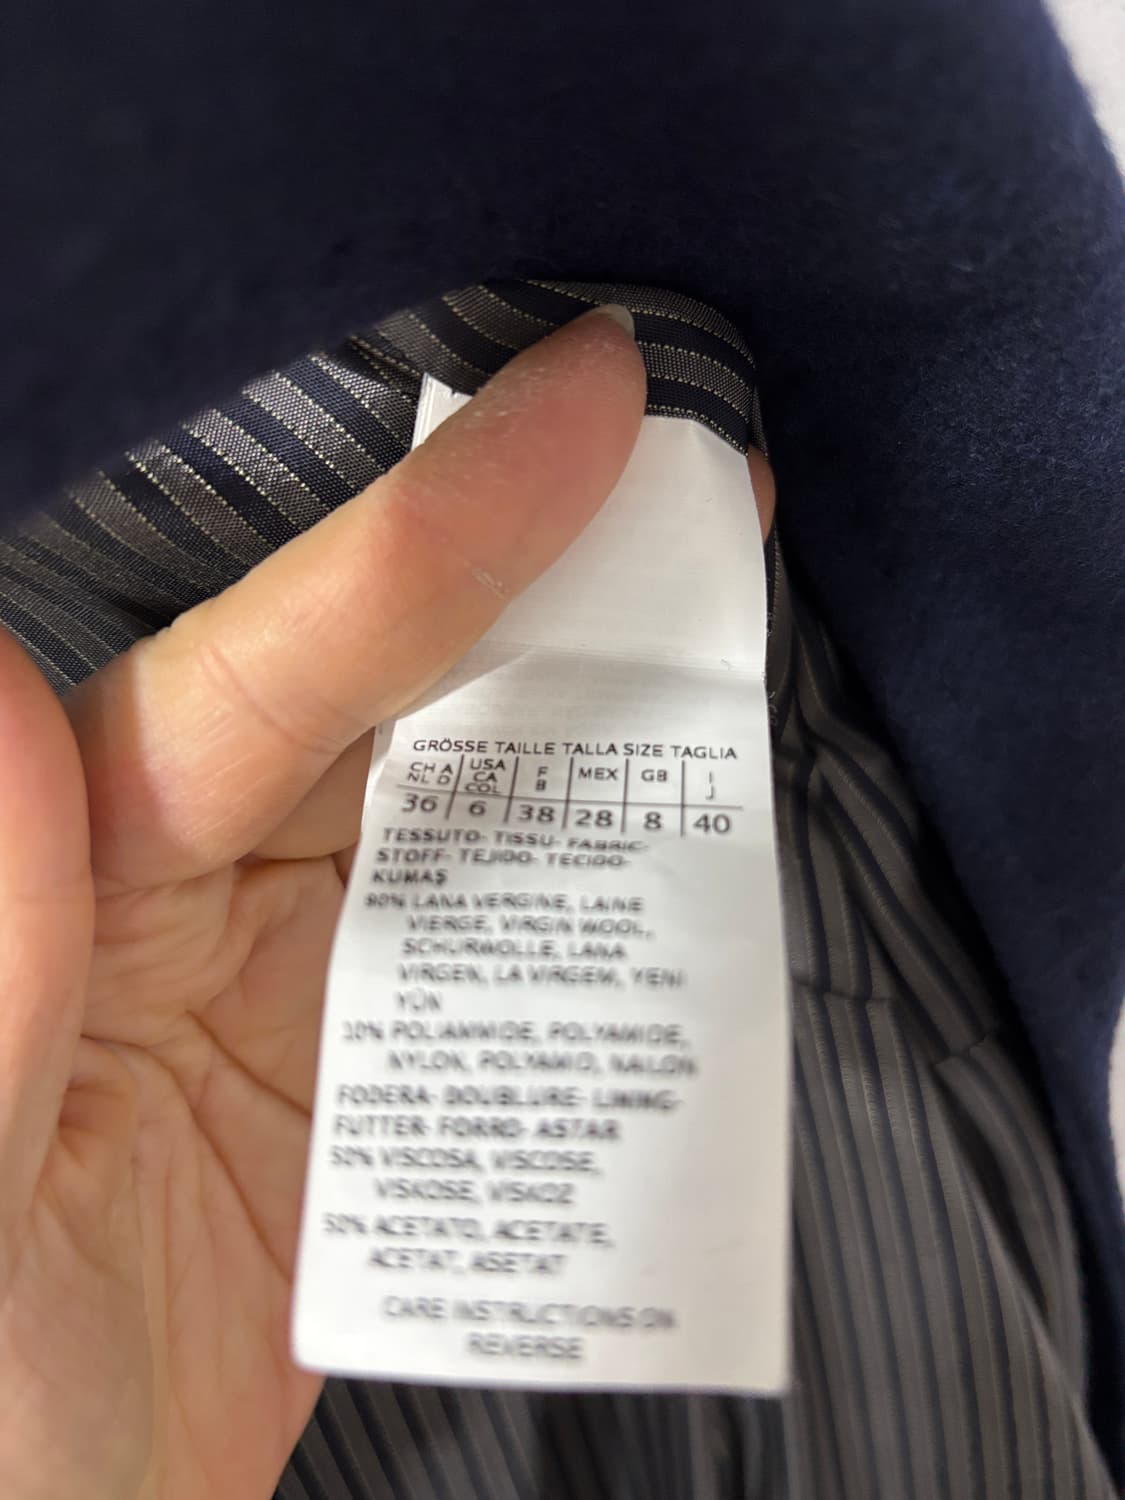 GRÖSSE TAILLE TALLA SIZE TAGLIA
CH A NL D USA CA COL F B MEX GB I J
36 6 38 28 8 40
TESSUTO- TISSU- FABRIC-
STOFF- TEJIDO- TECIDO-
KUMAŞ
90% LANA VERGINE, LAINE
VIERGE, VIRGIN WOOL,
SCHURWOLLE, LANA
VIRGEN, LA VIRGEM, YENI
YÜN
10% POLIAMMIDE, POLYAMIDE,
NYLON, POLYAMID, NAILON
FODERA- DOUBLURE- LINING-
FUTTER- FORRO- ASTAR
50% VISCOSA, VISCOSE,
VISKOSE, VISKOZ
50% ACETATO, ACETATE,
ACETAT, ASETAT
CARE INSTRUCTIONS ON
REVERSE